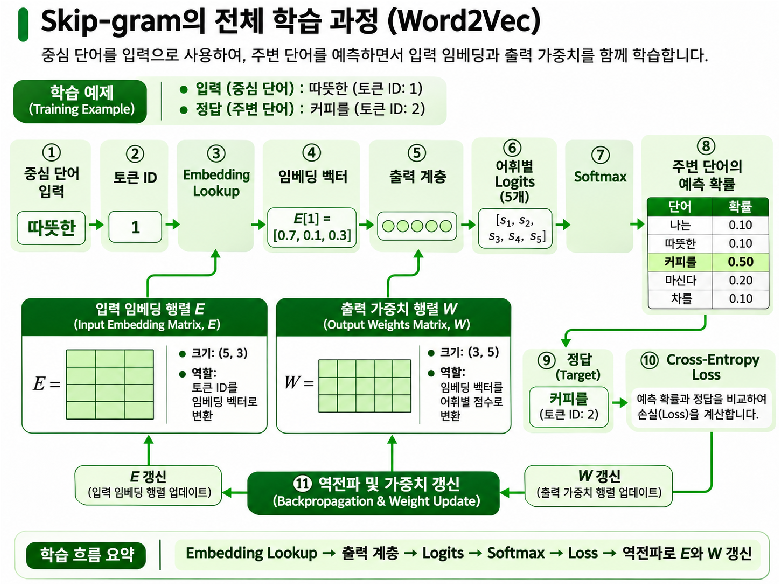 Skip-gram의 전체 학습 과정 (Word2Vec)
중심 단어를 입력으로 사용하여, 주변 단어를 예측하면서 입력 임베딩과 출력 가중치를 함께 학습합니다.
학습 예제
(Training Example)
• 입력 (중심 단어) : 따뜻한 (토큰 ID: 1)
• 정답 (주변 단어) : 커피를 (토큰 ID: 2)
①
중심 단어
입력
따뜻한
②
토큰 ID
1
③
Embedding
Lookup
④
임베딩 벡터
E[1] =
[0.7, 0.1, 0.3]
⑤
출력 계층
⑥
어휘별
Logits
(5개)
[s₁, s₂,
s₃, s₄, s₅]
⑦
Softmax
⑧
주변 단어의
예측 확률
단어 확률
나는 0.10
따뜻한 0.10
커피를 0.50
마신다 0.20
차를 0.10
입력 임베딩 행렬 E
(Input Embedding Matrix, E)
E =
• 크기: (5, 3)
• 역할:
토큰 ID를
임베딩 벡터로
변환
출력 가중치 행렬 W
(Output Weights Matrix, W)
W =
• 크기: (3, 5)
• 역할:
임베딩 벡터를
어휘별 점수로
변환
⑨ 정답
(Target)
커피를
(토큰 ID: 2)
⑩ Cross-Entropy
Loss
예측 확률과 정답을 비교하여
손실(Loss)을 계산합니다.
E 갱신
(입력 임베딩 행렬 업데이트)
⑪ 역전파 및 가중치 갱신
(Backpropagation & Weight Update)
W 갱신
(출력 가중치 행렬 업데이트)
학습 흐름 요약
Embedding Lookup → 출력 계층 → Logits → Softmax → Loss → 역전파로 E와 W 갱신